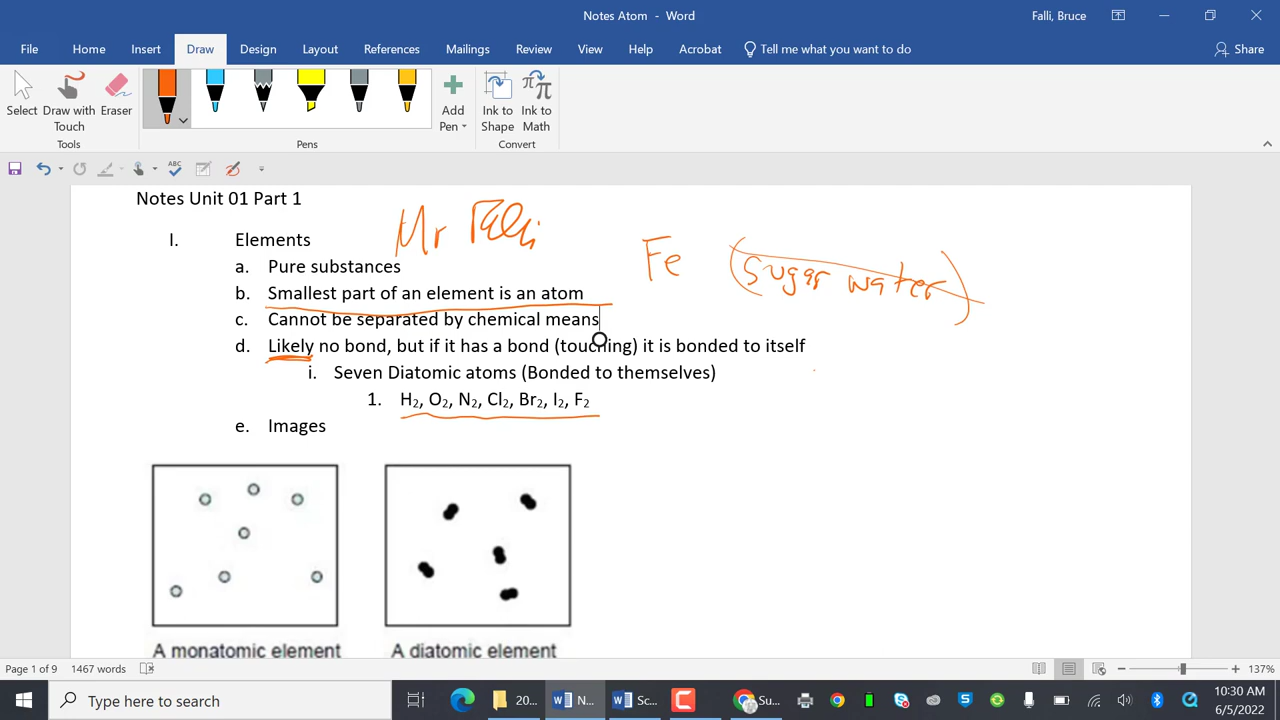 Notes Atom - Word
Falli, Bruce
File Home Insert Draw Design Layout References Mailings Review View Help Acrobat Tell me what you want to do Share
Select Draw with Touch Eraser Add Pen Ink to Shape Ink to Math
Tools Pens Convert
ABC
Notes Unit 01 Part 1
Mr Falli
I. Elements
Fe (sugar water)
a. Pure substances
b. Smallest part of an element is an atom
c. Cannot be separated by chemical means
d. Likely no bond, but if it has a bond (touching) it is bonded to itself
i. Seven Diatomic atoms (Bonded to themselves)
1. H₂, O₂, N₂, Cl₂, Br₂, I₂, F₂
e. Images
A monatomic element A diatomic element
Page 1 of 9 1467 words 137%
Type here to search 20... N... Sc... Su... 10:30 AM
6/5/2022